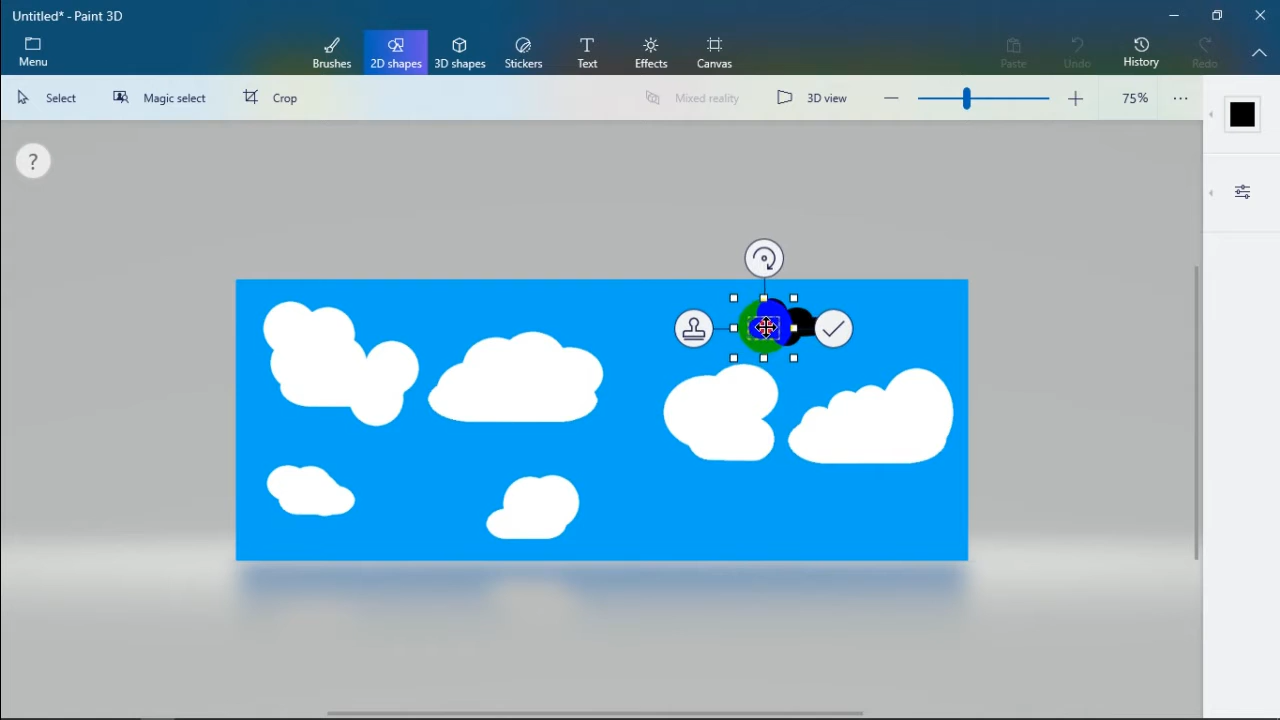 Untitled* - Paint 3D
Menu
Brushes
2D shapes
3D shapes
Stickers
Text
Effects
Canvas
Paste
Undo
History
Redo
Select
Magic select
Crop
Mixed reality
3D view
75%
?